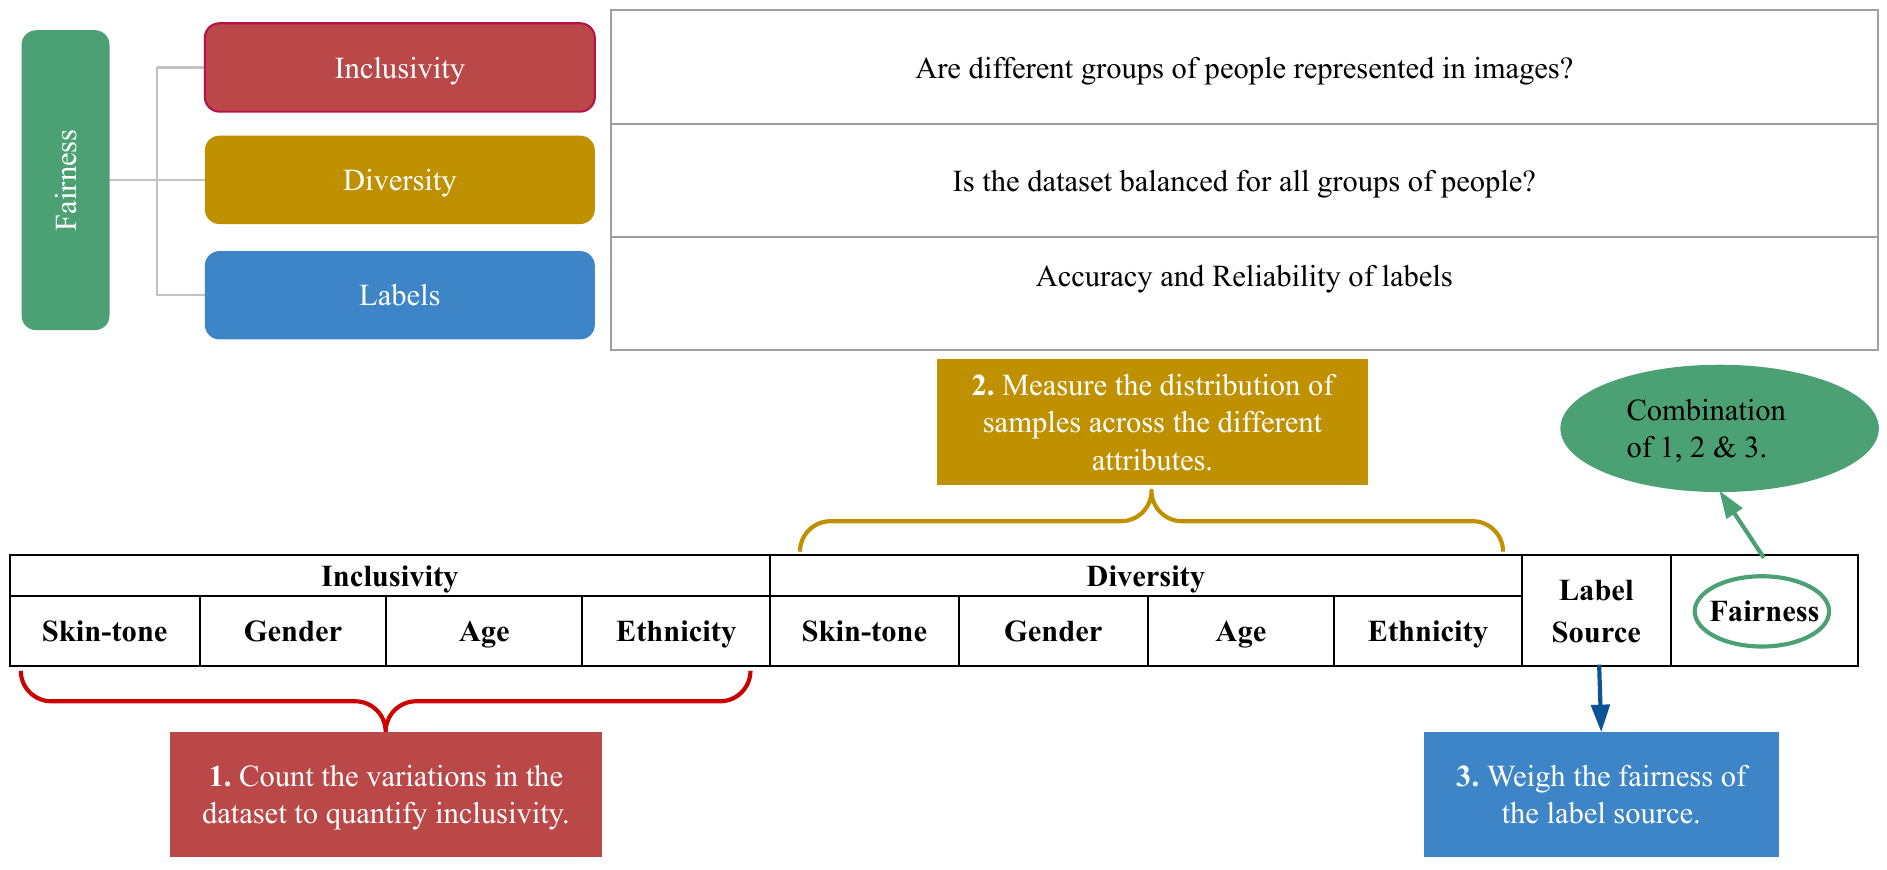 Fairness
Inclusivity
Are different groups of people represented in images?
Diversity
Is the dataset balanced for all groups of people?
Labels
Accuracy and Reliability of labels
2. Measure the distribution of
samples across the different
attributes.
Combination
of 1, 2 & 3.
Inclusivity
Diversity
Label
Source
Fairness
Skin-tone
Gender
Age
Ethnicity
Skin-tone
Gender
Age
Ethnicity
1. Count the variations in the
dataset to quantify inclusivity.
3. Weigh the fairness of
the label source.